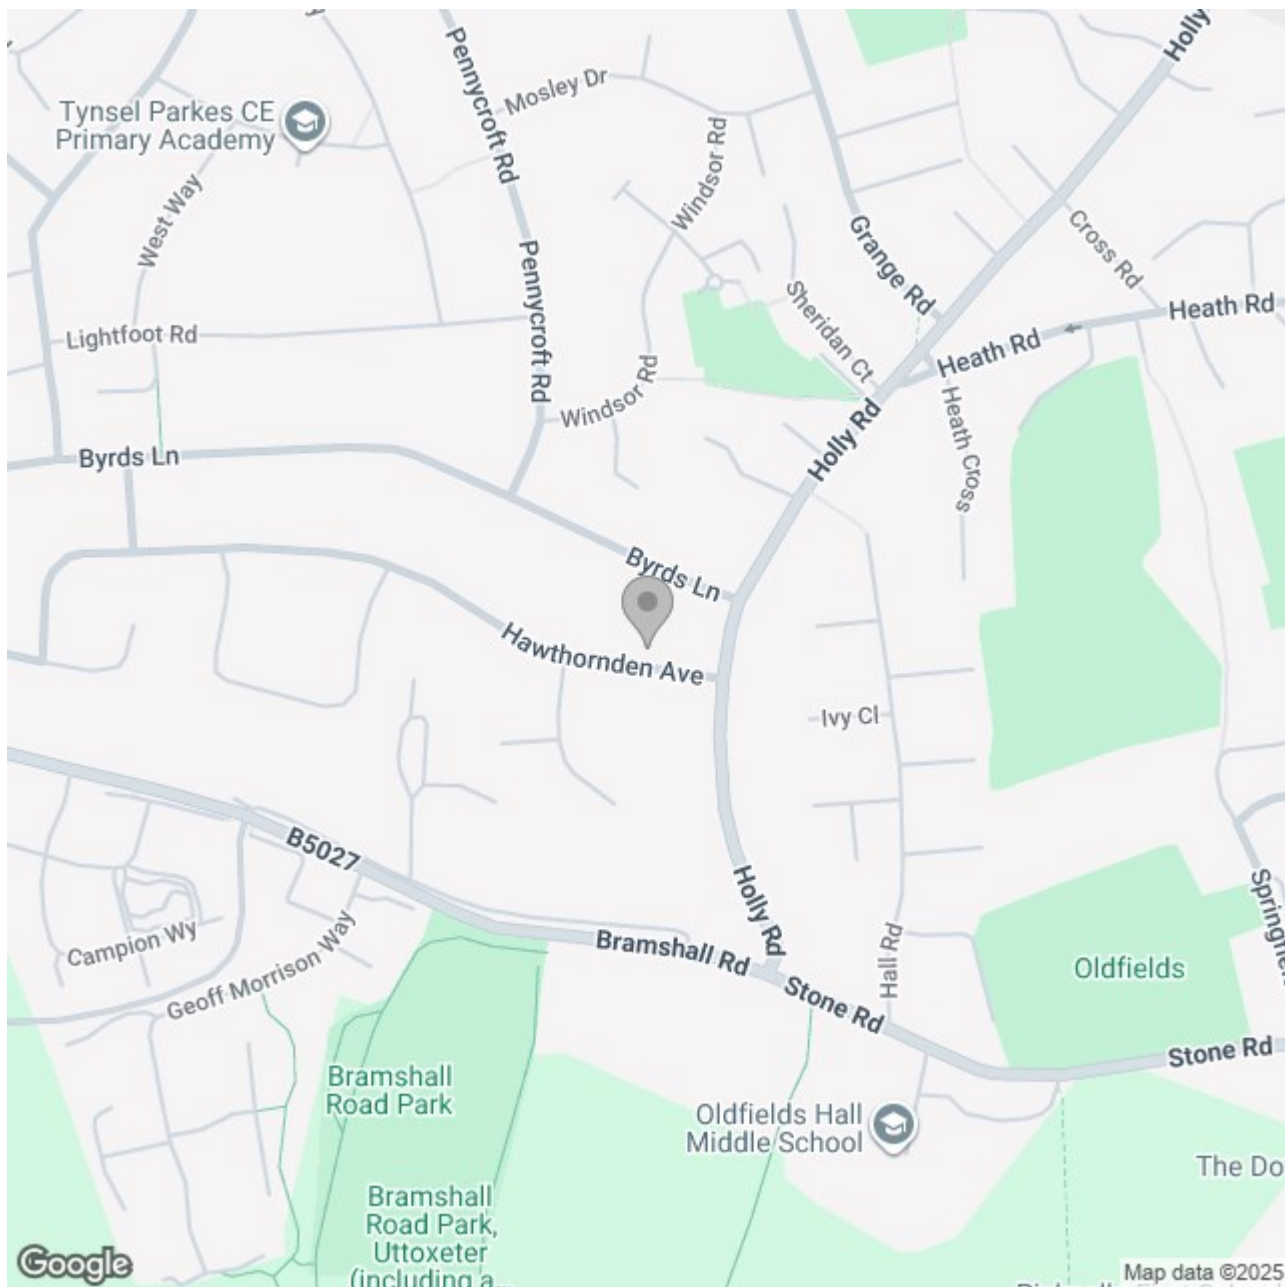 Holly
Pennycroft Rd
Mosley Dr
Tynsel Parkes CE
Primary Academy
Windsor Rd
West Way
Cross Rd
Grange Rd
Pennycroft Rd
Sheridan Ct
Heath Rd
Lightfoot Rd
Heath Rd
Windsor Rd
Heath Cross
Holly Rd
Byrds Ln
Byrds Ln
Hawthornden Ave
Ivy Cl
B5027
Holly Rd
Campion Wy
Geoff Morrison Way
Bramshall Rd
Hall Rd
Oldfields
Stone Rd
Stone Rd
Bramshall
Road Park
Oldfields Hall
Middle School
The Do
Bramshall
Road Park,
Uttoxeter
(including a...
Google
Map data ©2025